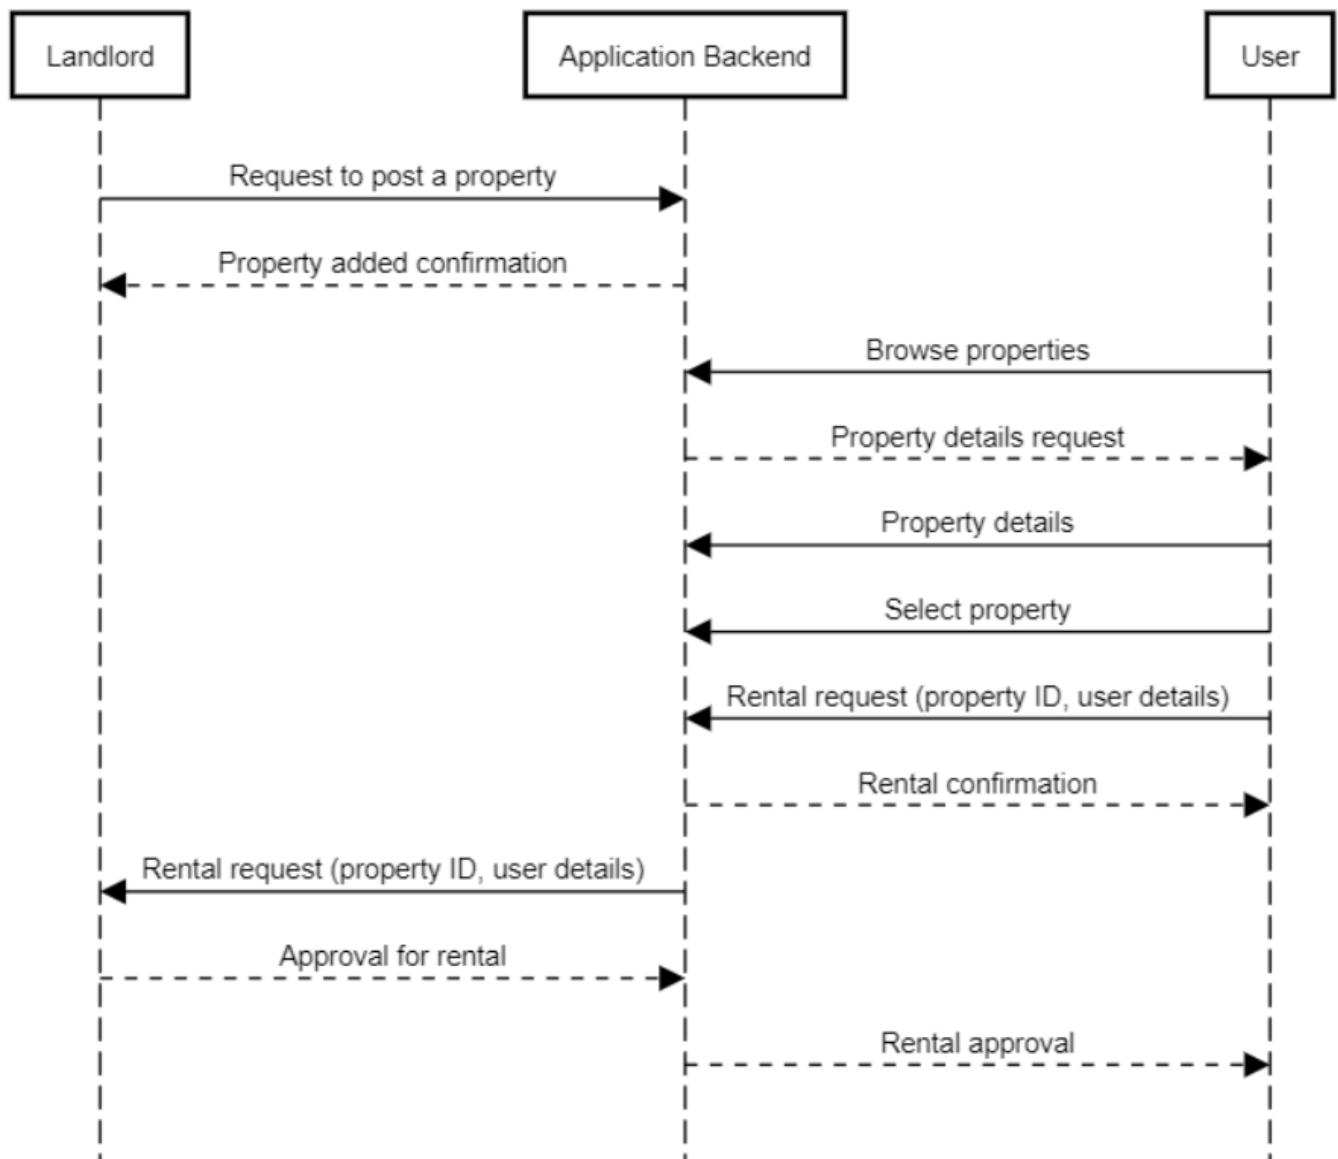 Landlord
Application Backend
User
Request to post a property
Property added confirmation
Browse properties
Property details request
Property details
Select property
Rental request (property ID, user details)
Rental confirmation
Rental request (property ID, user details)
Approval for rental
Rental approval